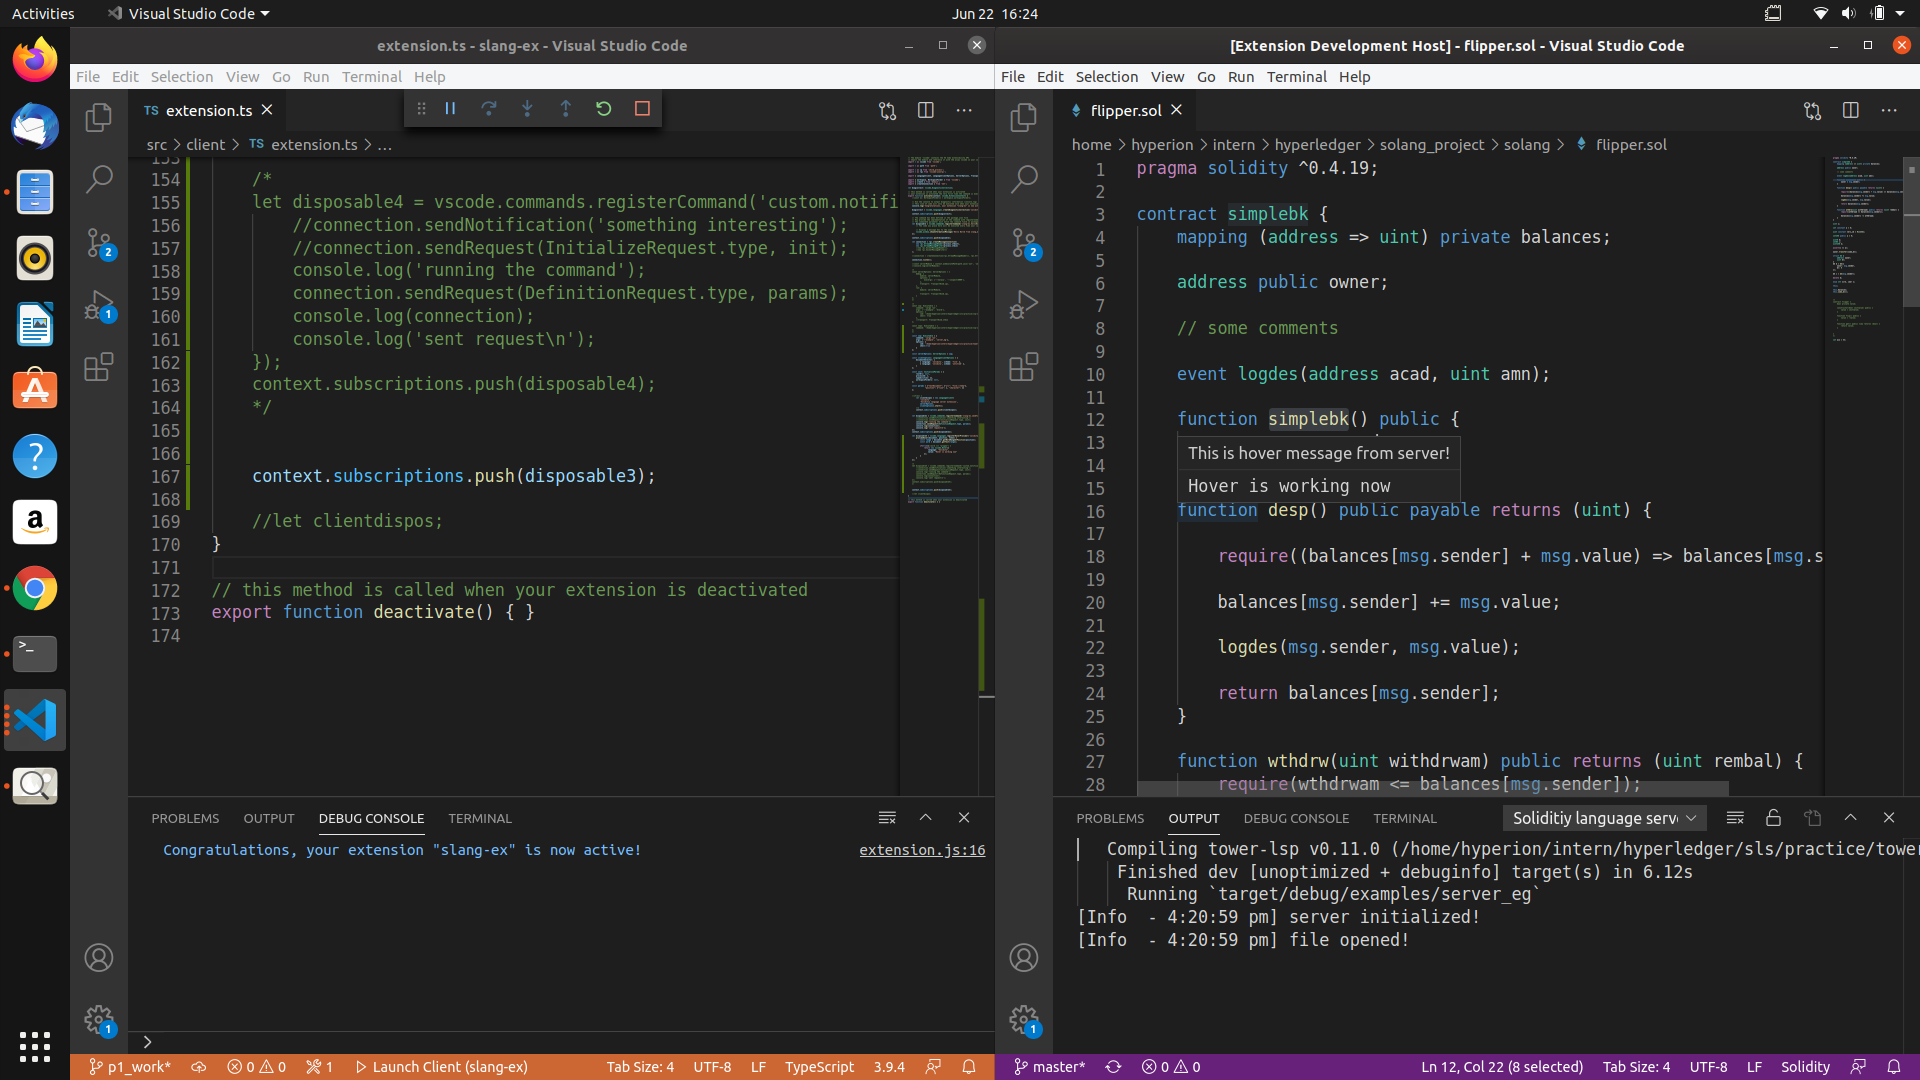 Activities
Visual Studio Code
Jun 22 16:24
extension.ts - slang-ex - Visual Studio Code
File Edit Selection View Go Run Terminal Help
TS extension.ts
src > client > TS extension.ts > ...
153
154 /*
155 let disposable4 = vscode.commands.registerCommand('custom.notifi
156 //connection.sendNotification('something interesting');
157 //connection.sendRequest(InitializeRequest.type, init);
158 console.log('running the command');
159 connection.sendRequest(DefinitionRequest.type, params);
160 console.log(connection);
161 console.log('sent request\n');
162 });
163 context.subscriptions.push(disposable4);
164 */
165
166
167 context.subscriptions.push(disposable3);
168
169 //let clientdispos;
170 }
171
172 // this method is called when your extension is deactivated
173 export function deactivate() { }
174
2
1
PROBLEMS OUTPUT DEBUG CONSOLE TERMINAL
Congratulations, your extension "slang-ex" is now active! extension.js:16
1
p1_work* 0 0 1 Launch Client (slang-ex) Tab Size: 4 UTF-8 LF TypeScript 3.9.4
[Extension Development Host] - flipper.sol - Visual Studio Code
File Edit Selection View Go Run Terminal Help
flipper.sol
home > hyperion > intern > hyperledger > solang_project > solang > flipper.sol
1 pragma solidity ^0.4.19;
2
3 contract simplebk {
4 mapping (address => uint) private balances;
5
6 address public owner;
7
8 // some comments
9
10 event logdes(address acad, uint amn);
11
12 function simplebk() public {
13
This is hover message from server!
14
15
Hover is working now
16 function desp() public payable returns (uint) {
17
18 require((balances[msg.sender] + msg.value) => balances[msg.s
19
20 balances[msg.sender] += msg.value;
21
22 logdes(msg.sender, msg.value);
23
24 return balances[msg.sender];
25 }
26
27 function wthdrw(uint withdrwam) public returns (uint rembal) {
28 require(wthdrwam <= balances[msg.sender]);
2
PROBLEMS OUTPUT DEBUG CONSOLE TERMINAL
Soliditiy language serv
Compiling tower-lsp v0.11.0 (/home/hyperion/intern/hyperledger/sls/practice/tower
Finished dev [unoptimized + debuginfo] target(s) in 6.12s
Running `target/debug/examples/server_eg`
[Info - 4:20:59 pm] server initialized!
[Info - 4:20:59 pm] file opened!
1
master* 0 0 Ln 12, Col 22 (8 selected) Tab Size: 4 UTF-8 LF Solidity